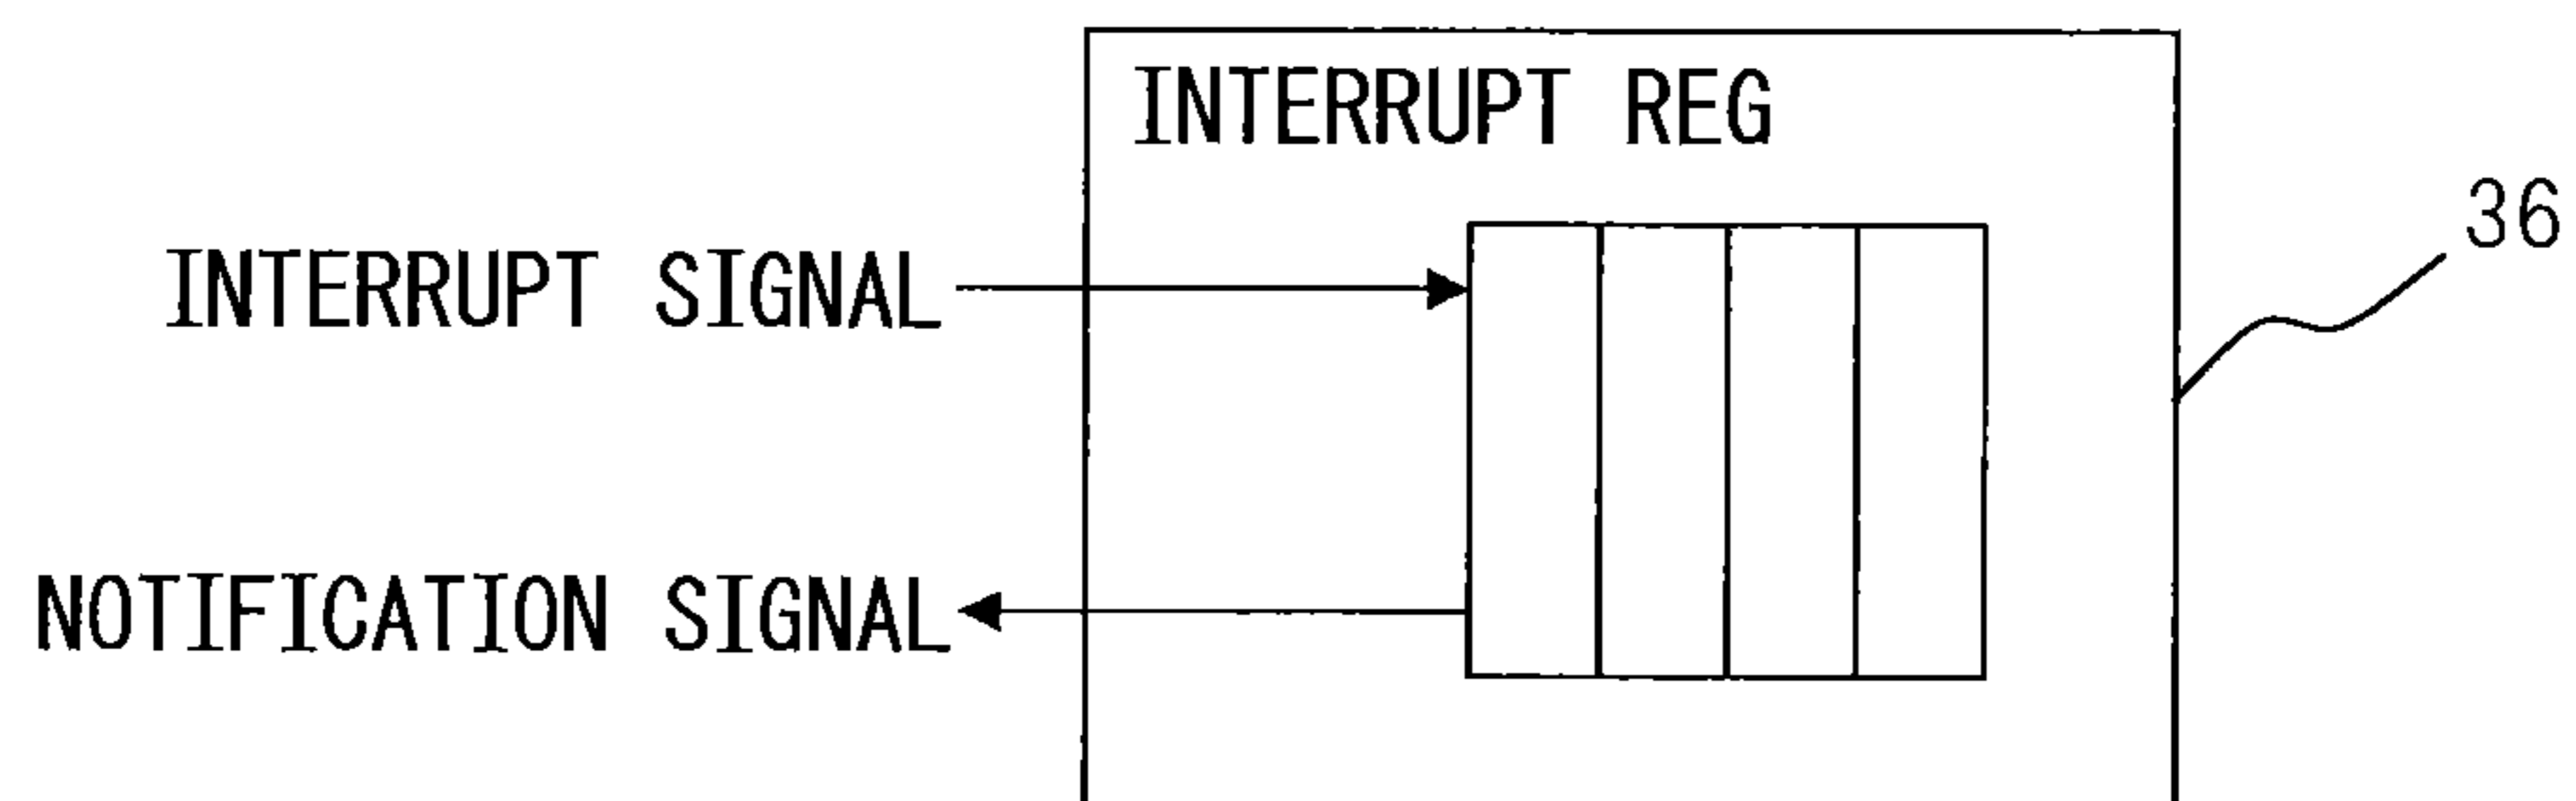 INTERRUPT REG
36
INTERRUPT SIGNAL
NOTIFICATION SIGNAL